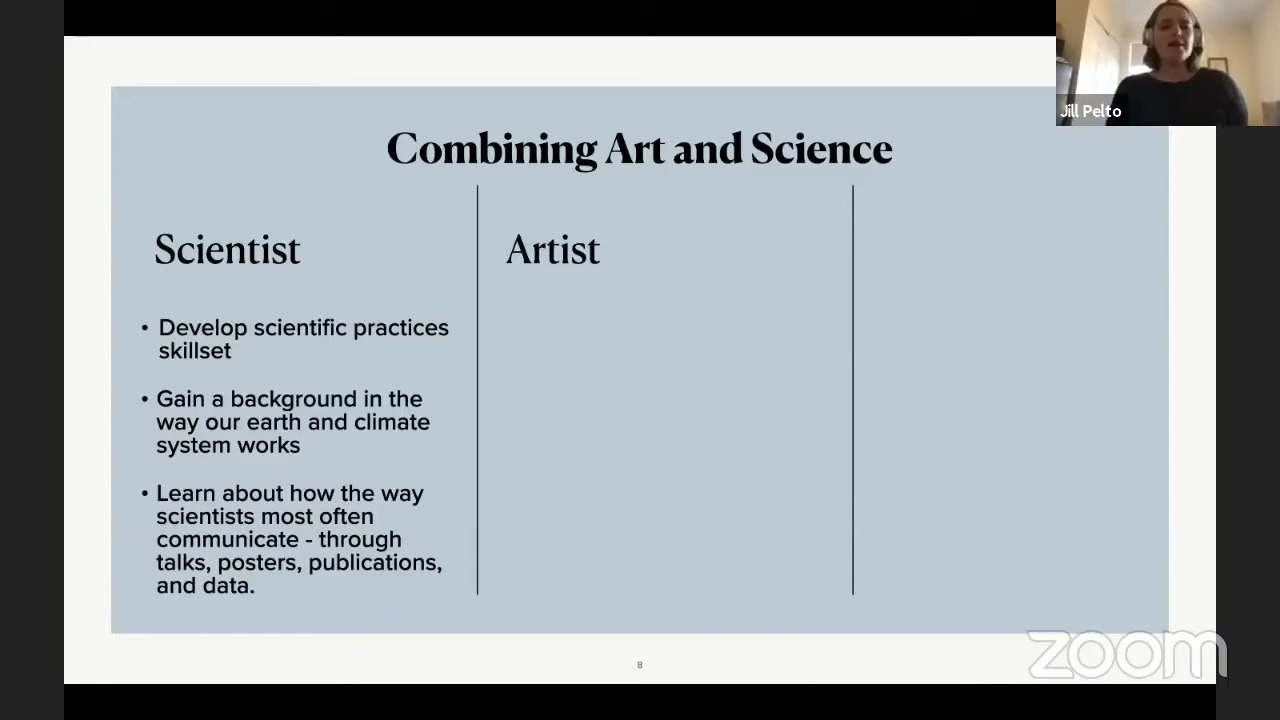 Jill Pelto
Combining Art and Science
Scientist
• Develop scientific practices
skillset
• Gain a background in the
way our earth and climate
system works
• Learn about how the way
scientists most often
communicate - through
talks, posters, publications,
and data.
Artist
8
zoom